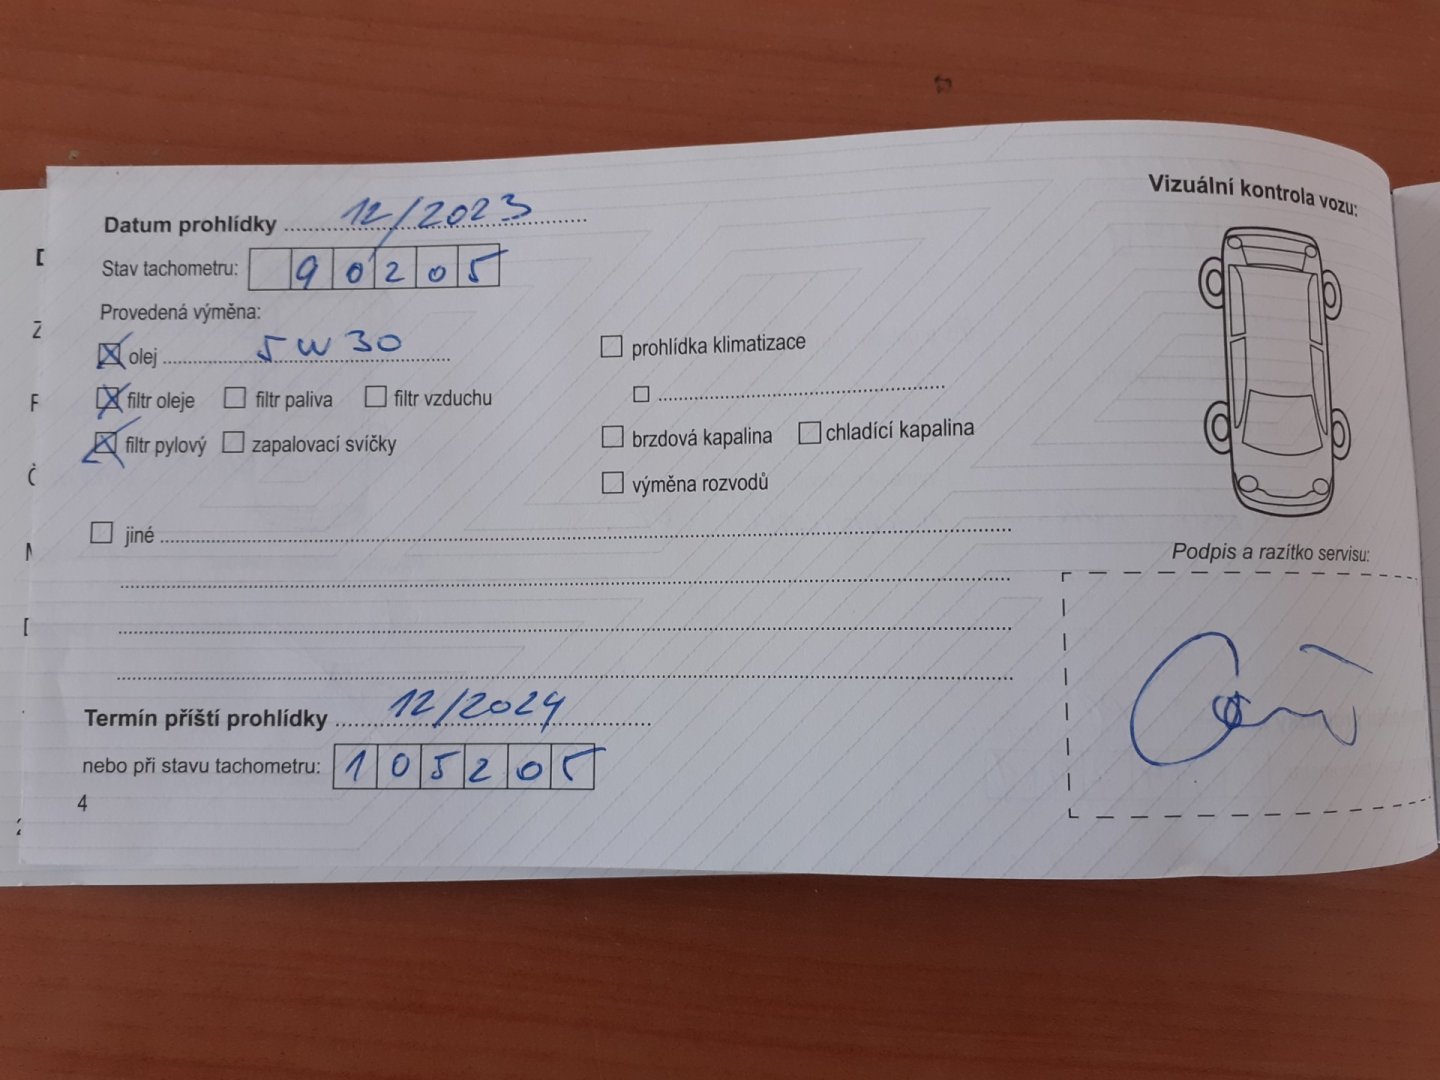 Datum prohlídky 12/2023
Stav tachometru: 90205
Provedená výměna:
olej 5W30
filtr oleje filtr paliva filtr vzduchu
filtr pylový zapalovací svíčky
prohlídka klimatizace
brzdová kapalina chladící kapalina
výměna rozvodů
jiné
Termín příští prohlídky 12/2024
nebo při stavu tachometru: 105205
4
Vizuální kontrola vozu:
Podpis a razítko servisu: